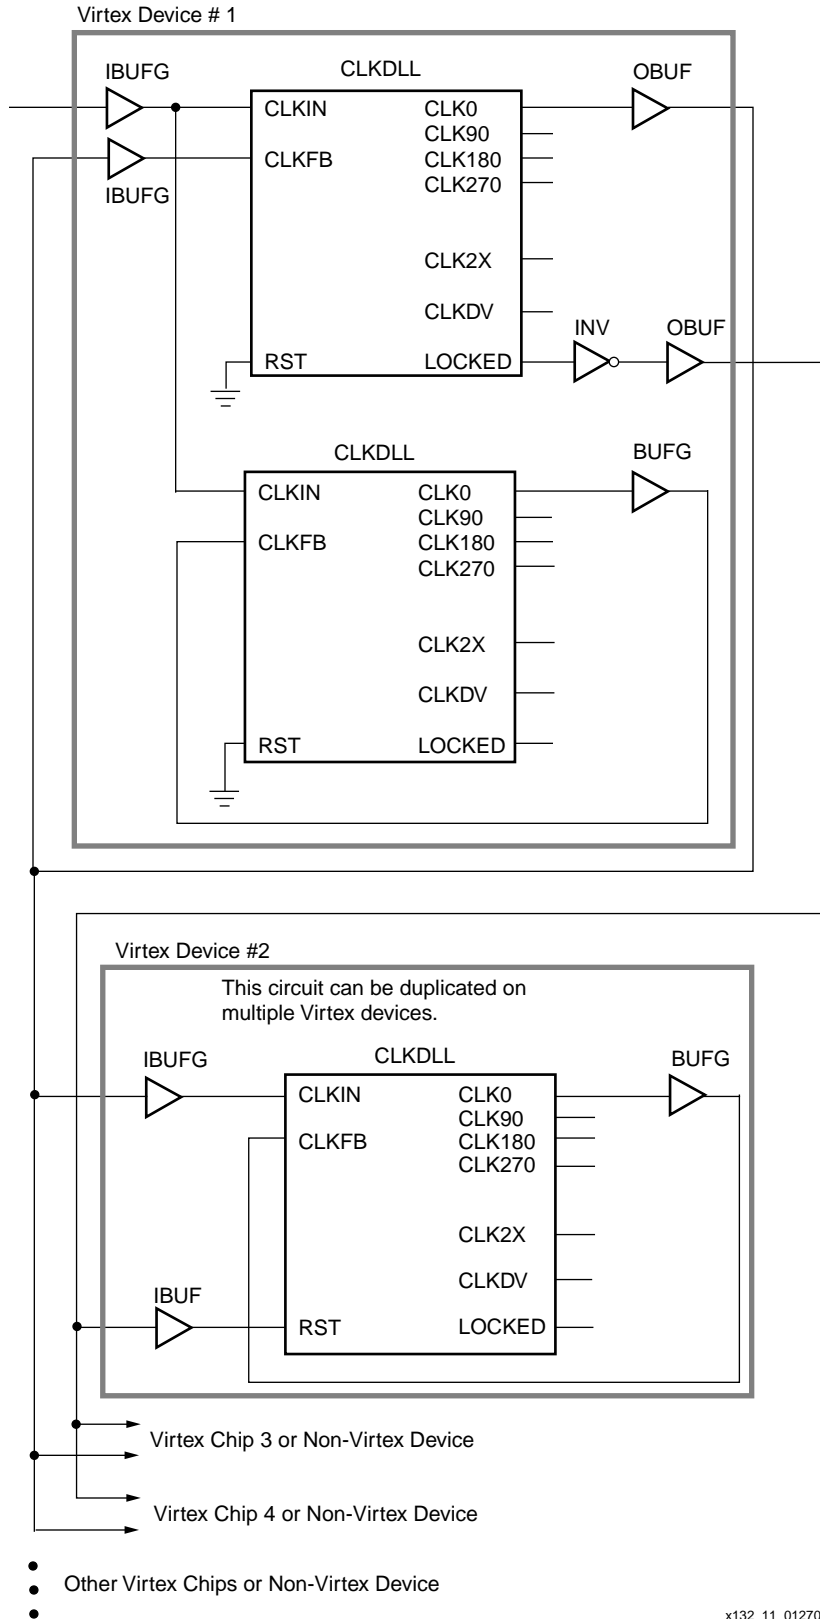 Virtex Device # 1
IBUFG
CLKDLL
OBUF
CLKIN
CLK0
CLK90
CLKFB
CLK180
IBUFG
CLK270
CLK2X
CLKDV
INV
OBUF
RST
LOCKED
CLKDLL
BUFG
CLKIN
CLK0
CLK90
CLKFB
CLK180
CLK270
CLK2X
CLKDV
RST
LOCKED
Virtex Device #2
This circuit can be duplicated on
multiple Virtex devices.
IBUFG
CLKDLL
BUFG
CLKIN
CLK0
CLK90
CLKFB
CLK180
CLK270
CLK2X
CLKDV
IBUF
RST
LOCKED
Virtex Chip 3 or Non-Virtex Device
Virtex Chip 4 or Non-Virtex Device
Other Virtex Chips or Non-Virtex Device
x132_11_01270